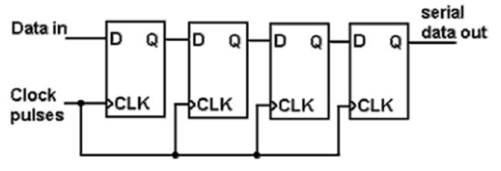 Data in
D Q
D Q
D Q
D Q
serial
data out
Clock
pulses
CLK
CLK
CLK
CLK